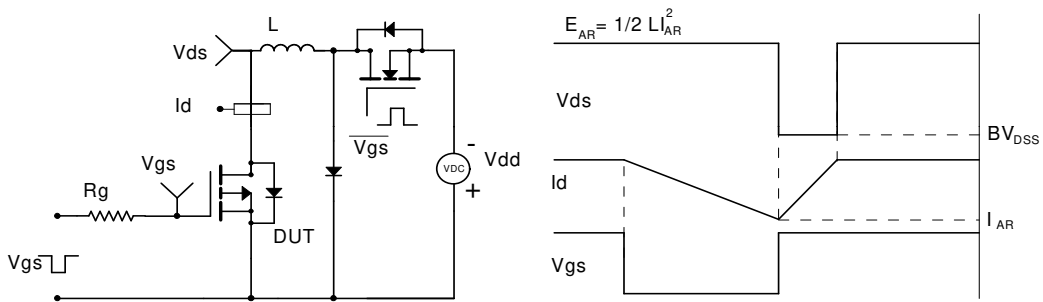 L
Vds
Id
Vgs
Vgs
Rg
DUT
Vgs
VDC
-
+
Vdd
E_AR = 1/2 LI_AR^2
Vds
BV_DSS
Id
I_AR
Vgs